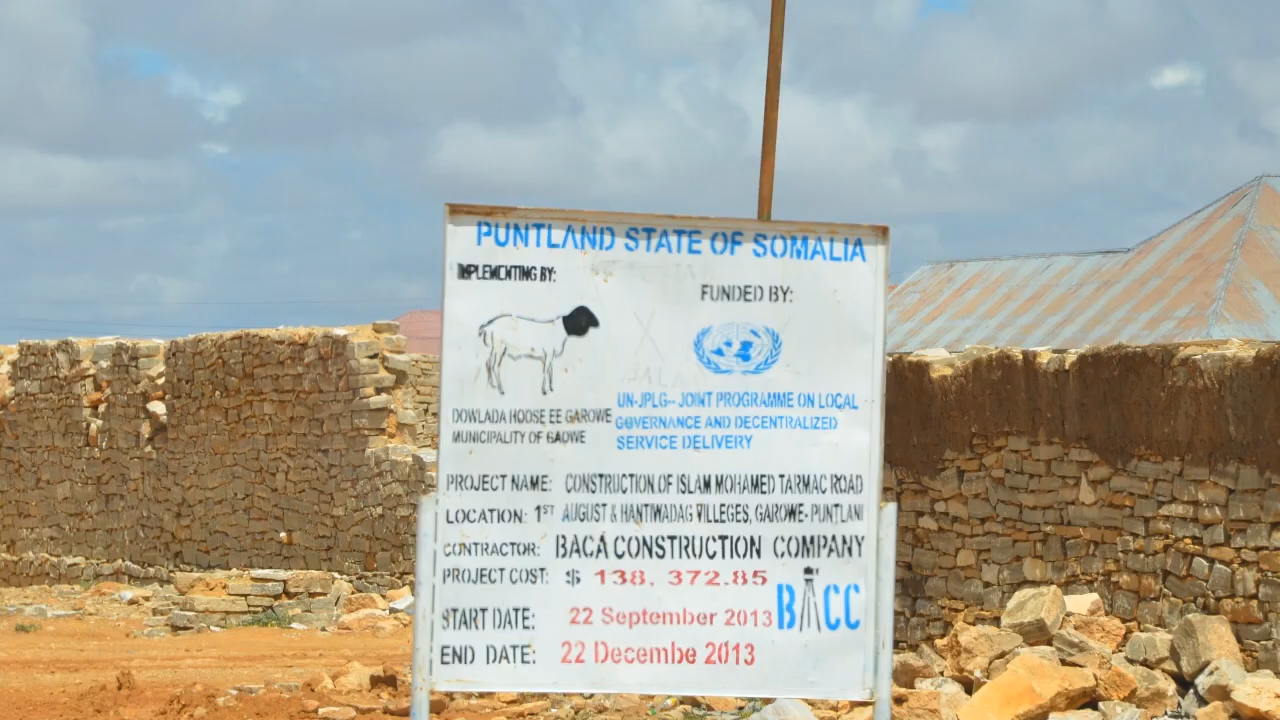 PUNTLAND STATE OF SOMALIA
IMPLEMENTING BY:
FUNDED BY:
DOWLADA HOOSE EE GAROWE
MUNICIPALITY OF GAOWE
UN-JPLG-- JOINT PROGRAMME ON LOCAL
GOVERNANCE AND DECENTRALIZED
SERVICE DELIVERY
PROJECT NAME: CONSTRUCTION OF ISLAM MOHAMED TARMAC ROAD
LOCATION: 1ST AUGUST & HANTIWADAG VILLEGES, GAROWE- PUNTLAN
CONTRACTOR: BACA CONSTRUCTION COMPANY
PROJECT COST: $ 138, 372.85
BACC
START DATE: 22 September 2013
END DATE: 22 Decembe 2013